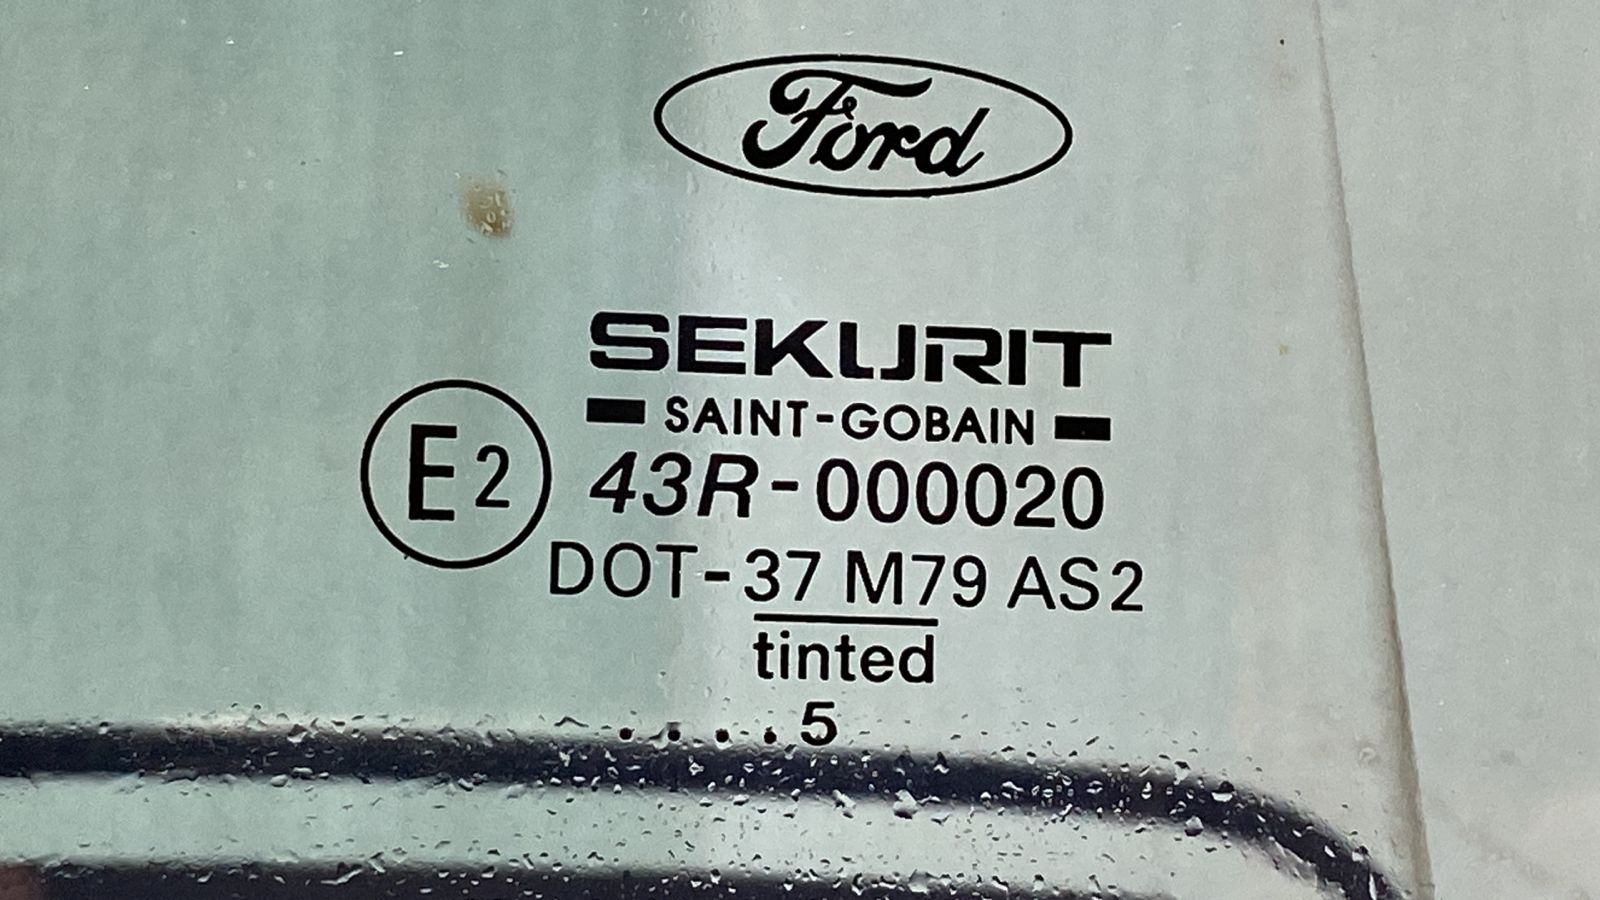 Ford
SEKURIT
SAINT-GOBAIN
E2
43R-000020
DOT-37 M79 AS2
tinted
....5